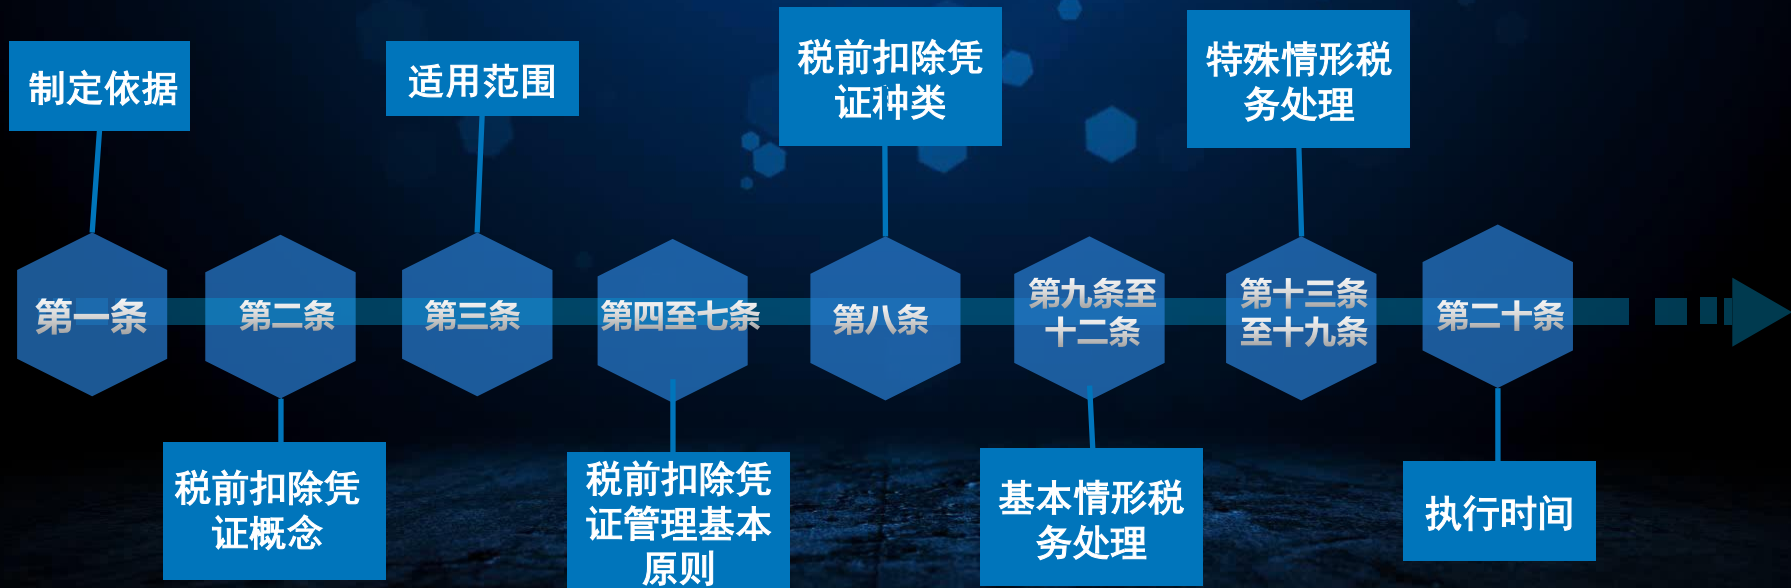 制定依据
适用范围
税前扣除凭
证种类
特殊情形税
务处理
第一条
第二条
第三条
第四至七条
第八条
第九条至
十二条
第十三条
至十九条
第二十条
税前扣除凭
证概念
税前扣除凭
证管理基本
原则
基本情形税
务处理
执行时间